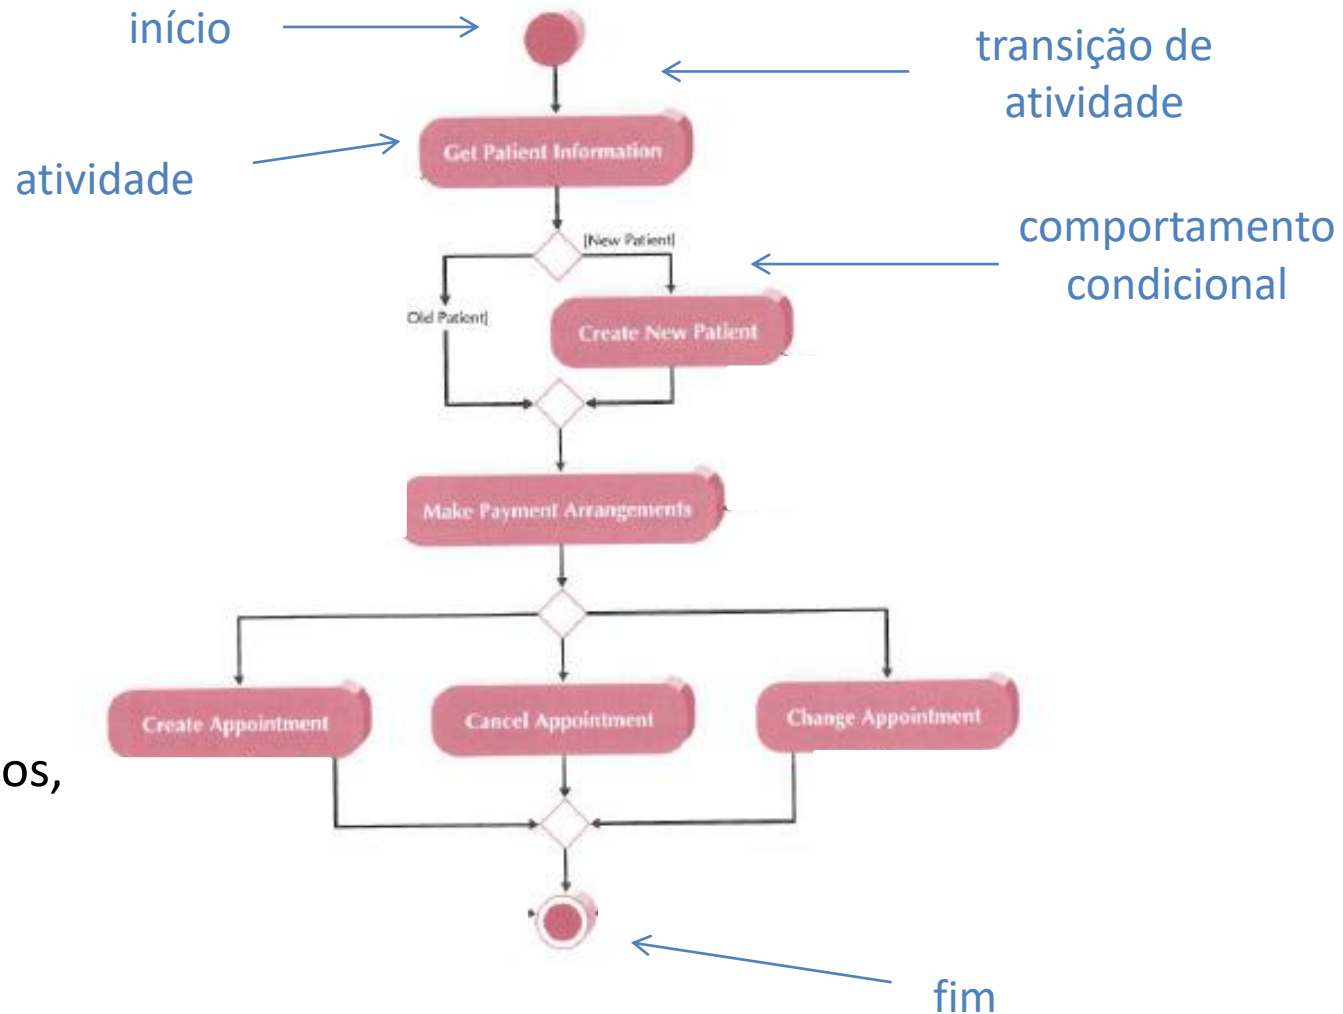 início
transição de
atividade
Get Patient Information
atividade
[New Patient]
comportamento
condicional
Old Patient]
Create New Patient
Make Payment Arrangements
Create Appointment
Cancel Appointment
Change Appointment
os,
fim